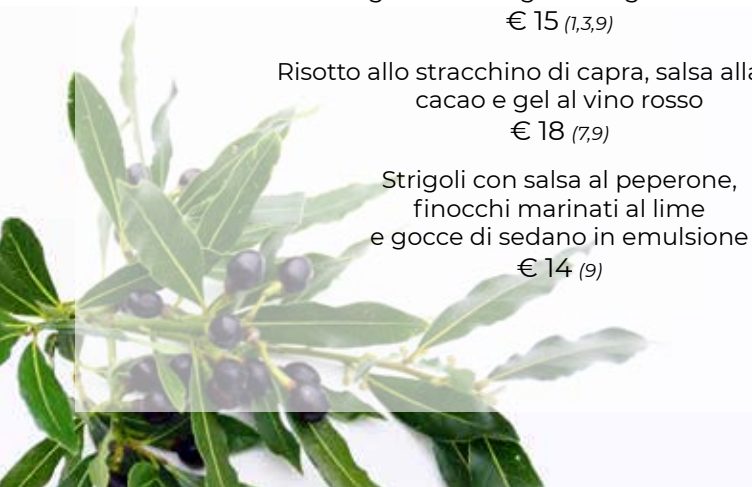 € 15 (1,3,9)
Risotto allo stracchino di capra, salsa
cacao e gel al vino rosso
€ 18 (7,9)
Strigoli con salsa al peperone,
finocchi marinati al lime
e gocce di sedano in emulsione
€ 14 (9)